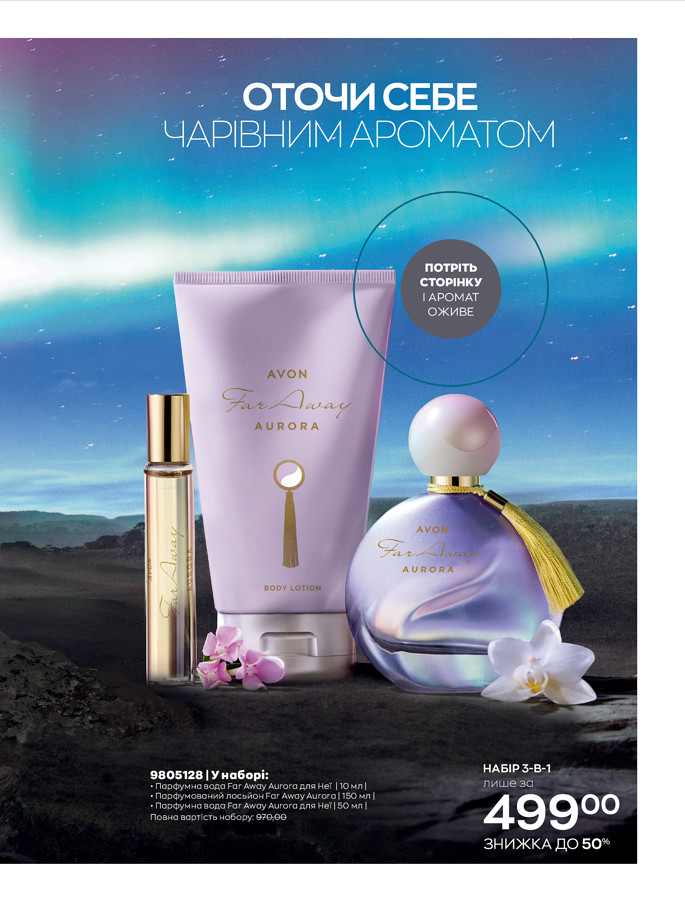 ОТОЧИ СЕБЕ
ЧАРІВНИМ АРОМАТОМ
ПОТРІТЬ
СТОРІНКУ
І АРОМАТ
ОЖИВЕ
AVON
Far Away
AURORA
BODY LOTION
AVON
Far Away
AURORA
AVON
Far Away
AURORA
9805128 | У наборі:
• Парфумна вода Far Away Aurora для Неї | 10 мл |
• Парфумований лосьйон Far Away Aurora | 150 мл |
• Парфумна вода Far Away Aurora для Неї | 50 мл |
Повна вартість набору: 970,00
НАБІР 3-В-1
лише за
499⁰⁰
ЗНИЖКА ДО 50%